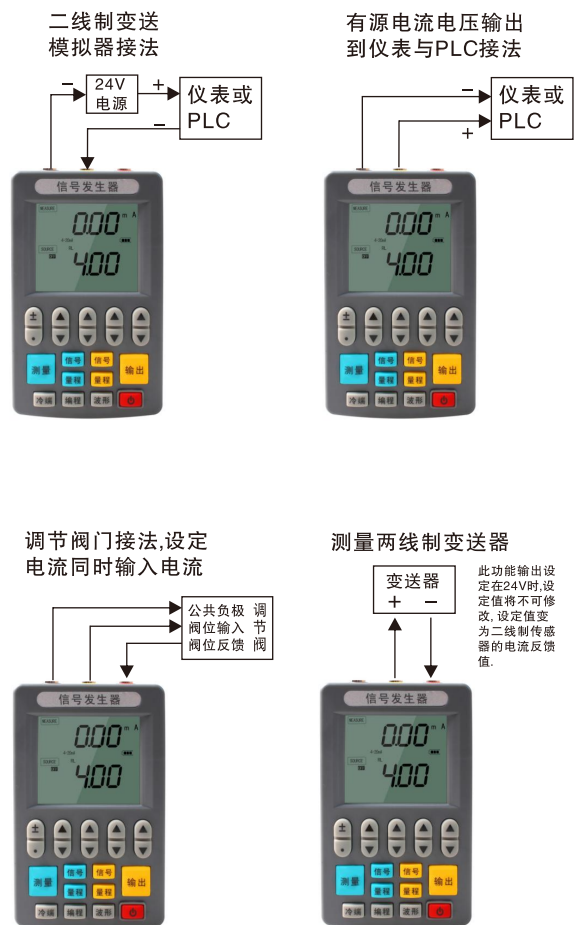 二线制变送
模拟器接法
24V
电源
仪表或
PLC
−
+
−
信号发生器
MEASURE
0.00 m A
SOURCE
4.00
±
测量
信号
信号
输出
量程
量程
冷端
编程
波形
有源电流电压输出
到仪表与PLC接法
仪表或
PLC
−
+
信号发生器
MEASURE
0.00 m A
SOURCE
4.00
±
测量
信号
信号
输出
量程
量程
冷端
编程
波形
调节阀门接法,设定
电流同时输入电流
公共负极 调
阀位输入 节
阀位反馈 阀
信号发生器
MEASURE
0.00 m A
SOURCE
4.00
±
测量
信号
信号
输出
量程
量程
冷端
编程
波形
测量两线制变送器
变送器
+ −
此功能输出设
定在24V时,设
定值将不可修
改, 设定值变
为二线制传感
器的电流反馈
值.
信号发生器
MEASURE
0.00 m A
SOURCE
4.00
±
测量
信号
信号
输出
量程
量程
冷端
编程
波形